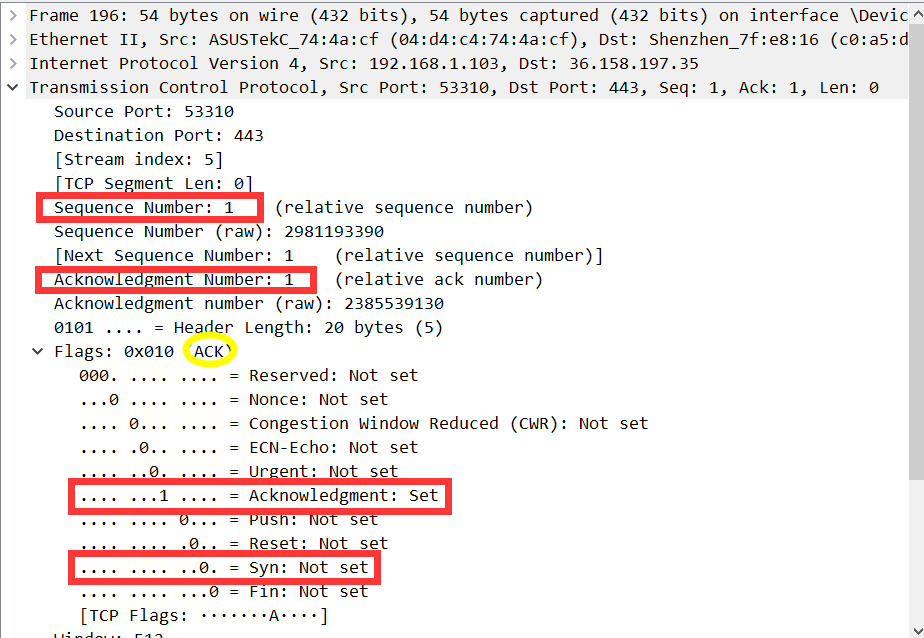 Frame 196: 54 bytes on wire (432 bits), 54 bytes captured (432 bits) on interface \Devic
Ethernet II, Src: ASUSTekC_74:4a:cf (04:d4:c4:74:4a:cf), Dst: Shenzhen_7f:e8:16 (c0:a5:d
Internet Protocol Version 4, Src: 192.168.1.103, Dst: 36.158.197.35
Transmission Control Protocol, Src Port: 53310, Dst Port: 443, Seq: 1, Ack: 1, Len: 0
Source Port: 53310
Destination Port: 443
[Stream index: 5]
[TCP Segment Len: 0]
Sequence Number: 1 (relative sequence number)
Sequence Number (raw): 2981193390
[Next Sequence Number: 1 (relative sequence number)]
Acknowledgment Number: 1 (relative ack number)
Acknowledgment number (raw): 2385539130
0101 .... = Header Length: 20 bytes (5)
Flags: 0x010 (ACK)
000. .... .... = Reserved: Not set
...0 .... .... = Nonce: Not set
.... 0... .... = Congestion Window Reduced (CWR): Not set
.... .0.. .... = ECN-Echo: Not set
.... ..0. .... = Urgent: Not set
.... ...1 .... = Acknowledgment: Set
.... .... 0... = Push: Not set
.... .... .0.. = Reset: Not set
.... .... ..0. = Syn: Not set
.... .... ...0 = Fin: Not set
[TCP Flags: ·······A····]
Window: 512